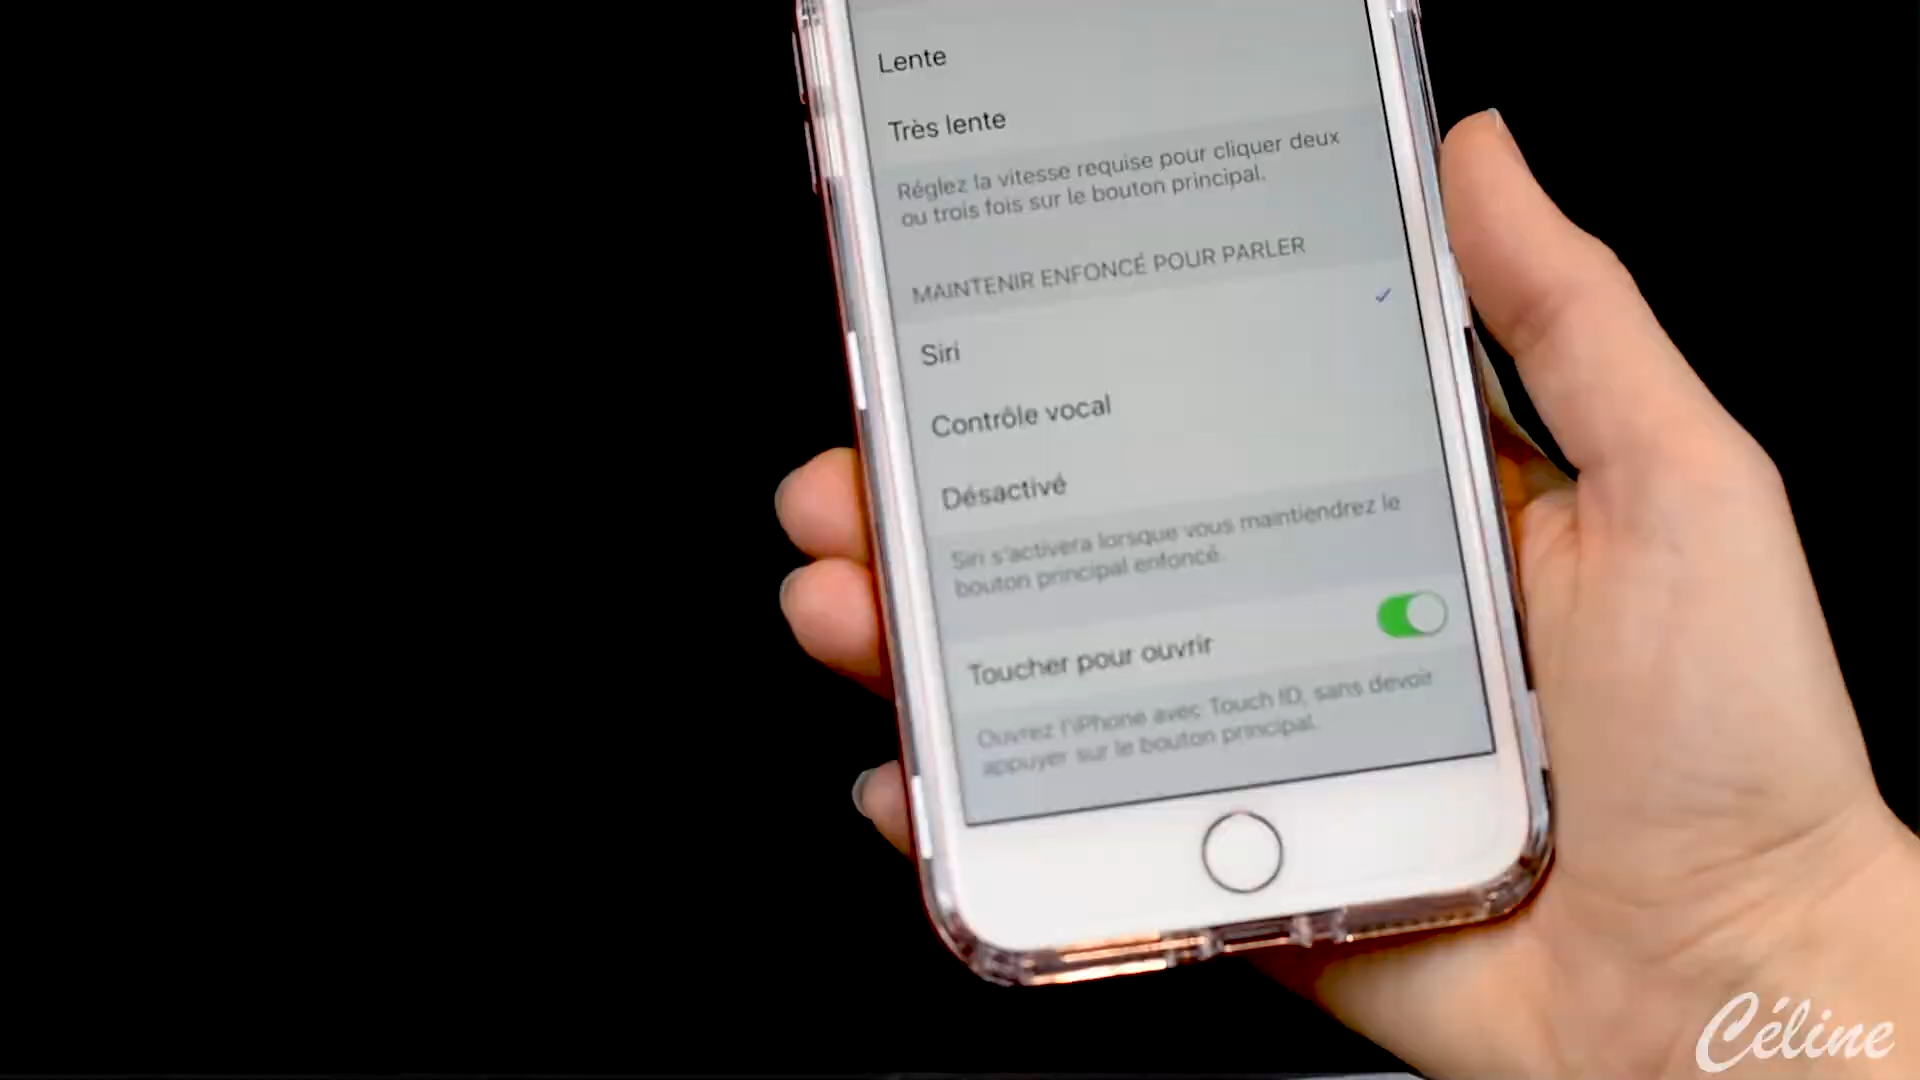 Lente
Très lente
Réglez la vitesse requise pour cliquer deux
ou trois fois sur le bouton principal.
MAINTENIR ENFONCÉ POUR PARLER
Siri
Contrôle vocal
Désactivé
Siri s'activera lorsque vous maintiendrez le
bouton principal enfoncé.
Toucher pour ouvrir
Ouvrez l'iPhone avec Touch ID, sans devoir
appuyer sur le bouton principal.
Céline